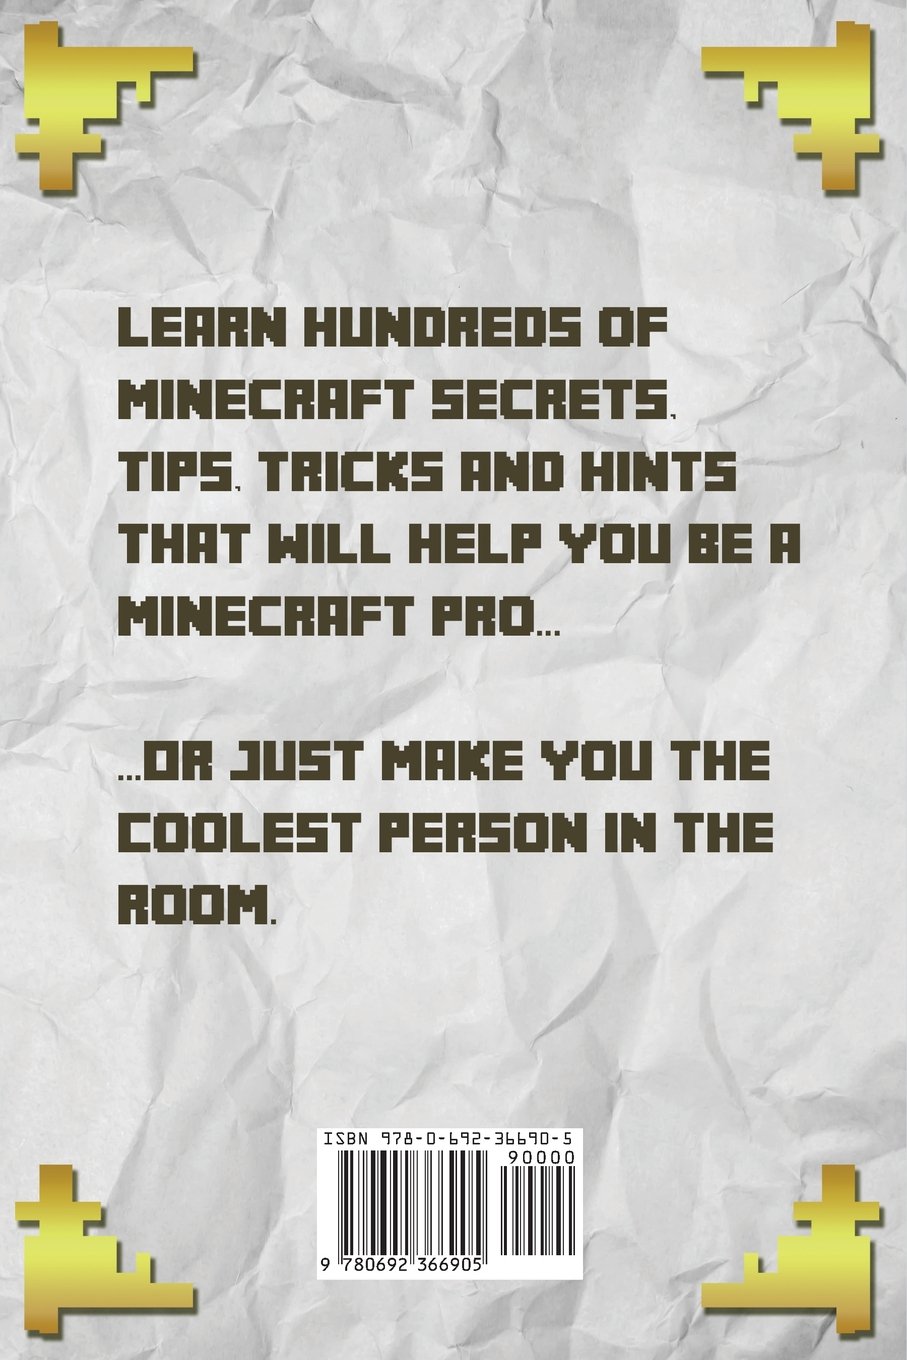 LEARN HUNDREDS OF
MINECRAFT SECRETS,
TIPS, TRICKS AND HINTS
THAT WILL HELP YOU BE A
MINECRAFT PRO...
...OR JUST MAKE YOU THE
COOLEST PERSON IN THE
ROOM.
ISBN 978-0-692-36690-5
90000
9 780692 366905